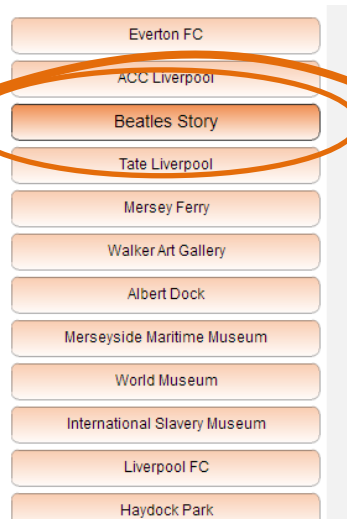 Everton FC
ACC Liverpool
Beatles Story
Tate Liverpool
Mersey Ferry
Walker Art Gallery
Albert Dock
Merseyside Maritime Museum
World Museum
International Slavery Museum
Liverpool FC
Haydock Park